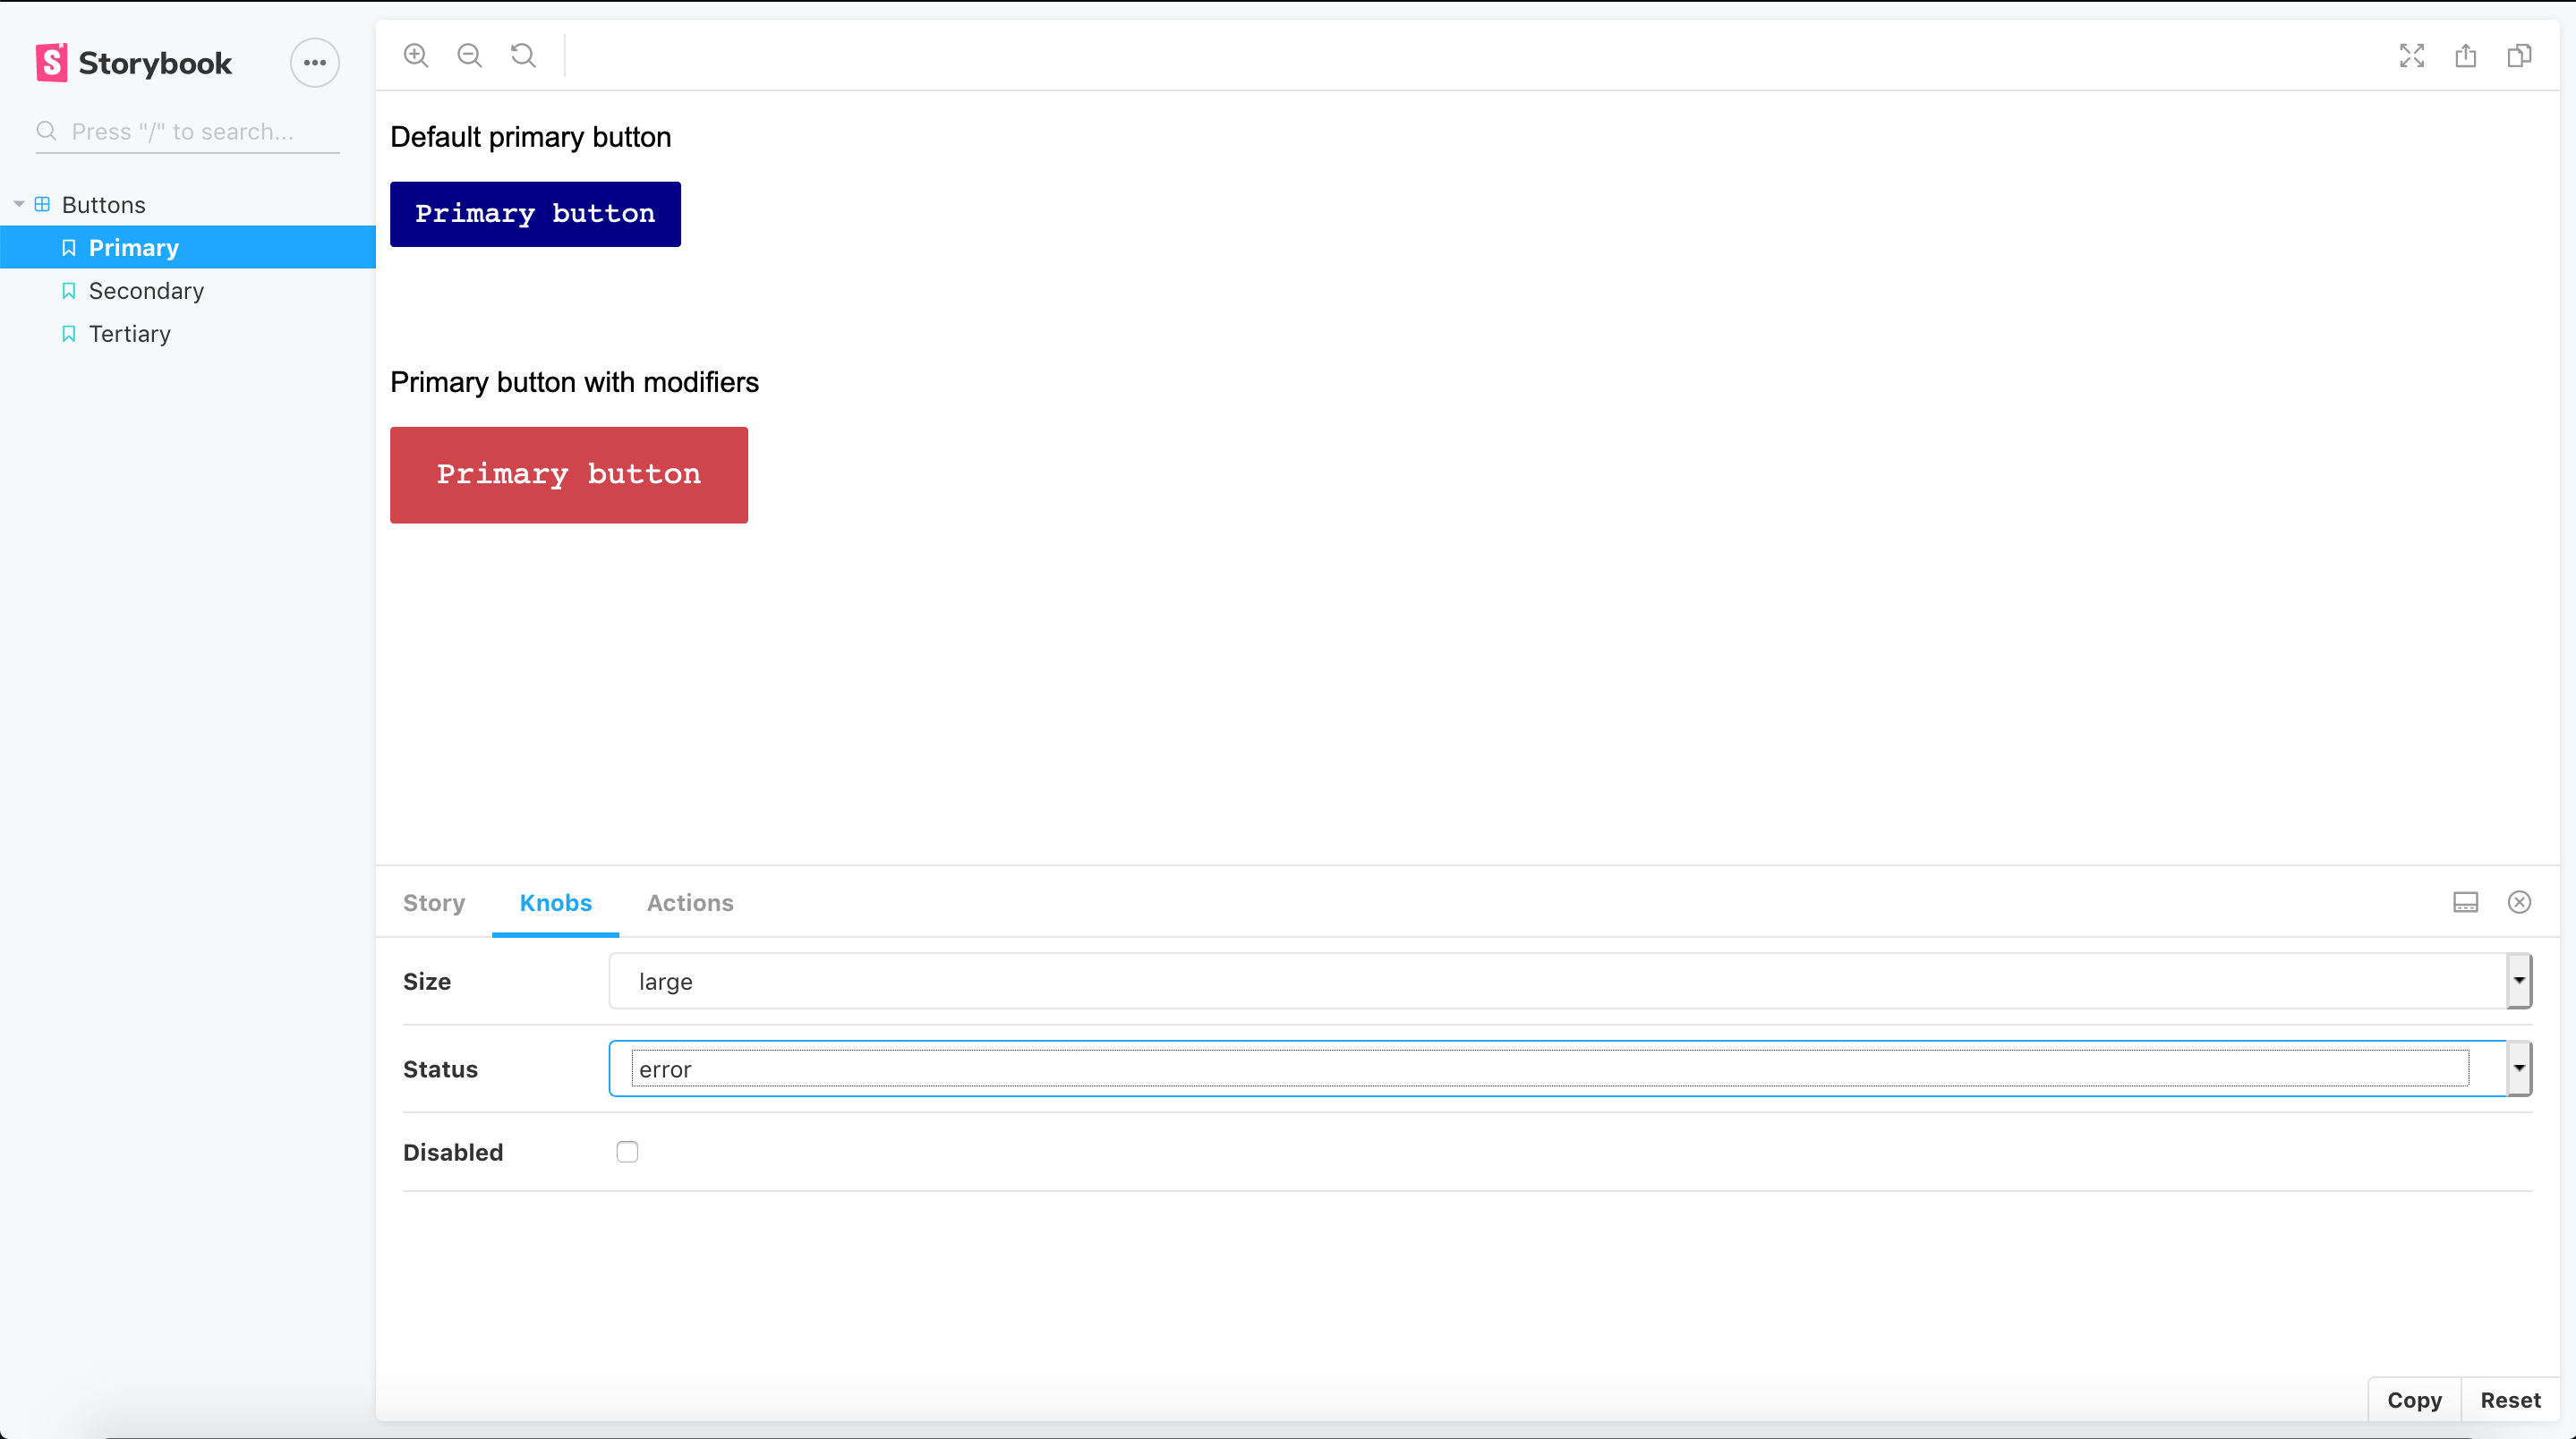 Storybook
Press "/" to search...
Buttons
Primary
Secondary
Tertiary
Default primary button
Primary button
Primary button with modifiers
Primary button
Story Knobs Actions
Size large
Status error
Disabled
Copy Reset